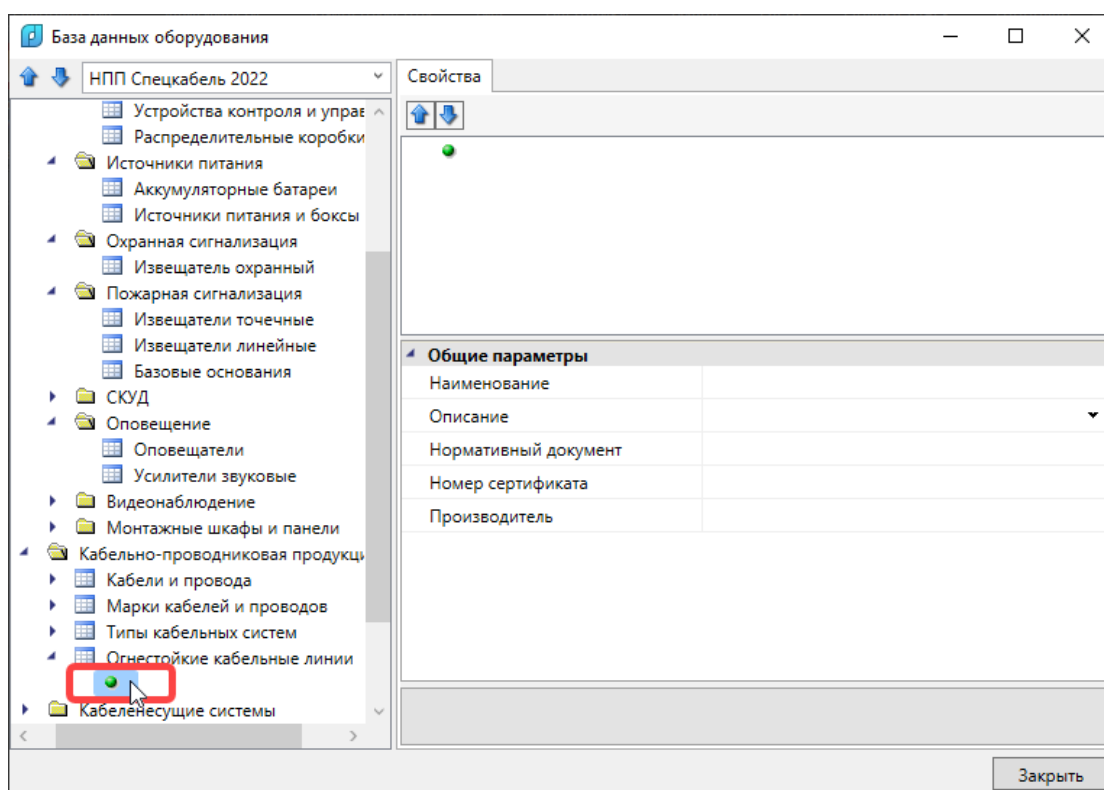 База данных оборудования
НПП Спецкабель 2022
Устройства контроля и управ
Распределительные коробки
Источники питания
Аккумуляторные батареи
Источники питания и боксы
Охранная сигнализация
Извещатель охранный
Пожарная сигнализация
Извещатели точечные
Извещатели линейные
Базовые основания
СКУД
Оповещение
Оповещатели
Усилители звуковые
Видеонаблюдение
Монтажные шкафы и панели
Кабельно-проводниковая продукци
Кабели и провода
Марки кабелей и проводов
Типы кабельных систем
Огнестойкие кабельные линии
Кабеленесущие системы
Свойства
Общие параметры
Наименование
Описание
Нормативный документ
Номер сертификата
Производитель
Закрыть